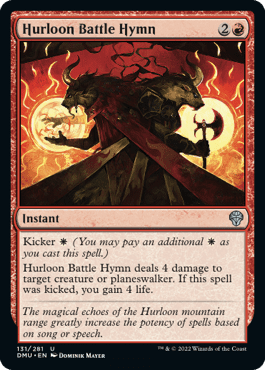 Hurloon Battle Hymn 2
Instant
Kicker (You may pay an additional as
you cast this spell.)
Hurloon Battle Hymn deals 4 damage to
target creature or planeswalker. If this spell
was kicked, you gain 4 life.
The magical echoes of the Hurloon mountain
range greatly increase the potency of spells based
on song or speech.
131/281 U
DMU • EN Dominik Mayer
™ & © 2022 Wizards of the Coast